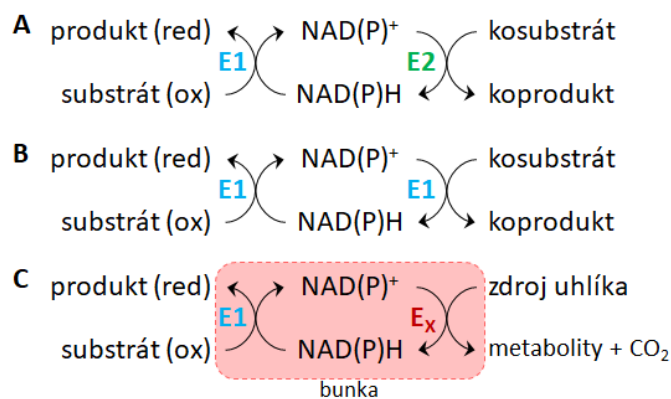 A produkt (red) NAD(P)⁺ kosubstrát
E1 E2
substrát (ox) NAD(P)H koprodukt
B produkt (red) NAD(P)⁺ kosubstrát
E1 E1
substrát (ox) NAD(P)H koprodukt
C produkt (red) NAD(P)⁺ zdroj uhlíka
E1 Eₓ
substrát (ox) NAD(P)H metabolity + CO₂
bunka